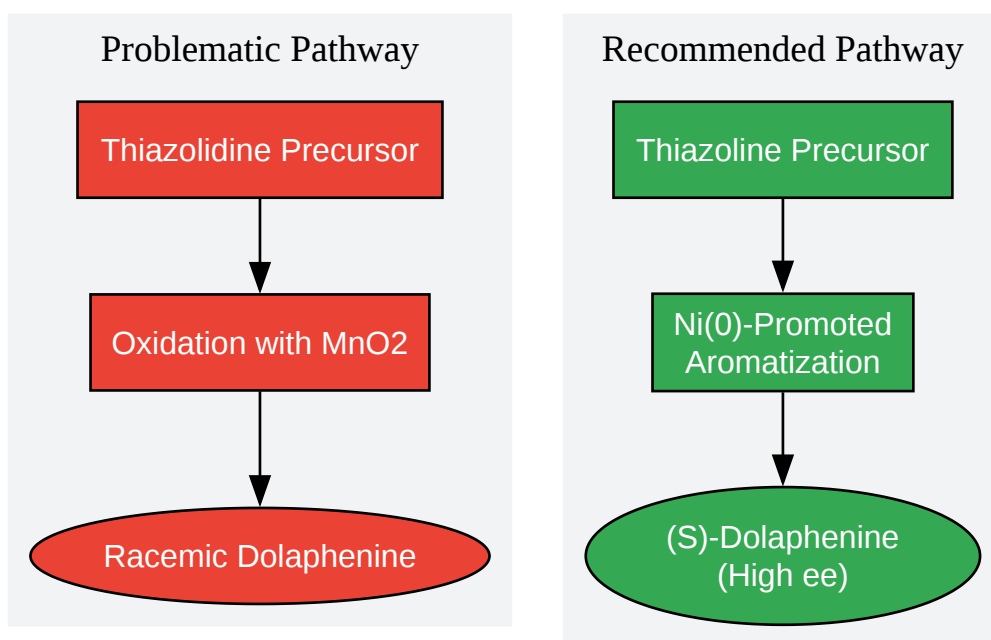 Problematic Pathway
Thiazolidine Precursor
Oxidation with MnO2
Racemic Dolaphenine
Recommended Pathway
Thiazoline Precursor
Ni(0)-Promoted
Aromatization
(S)-Dolaphenine
(High ee)